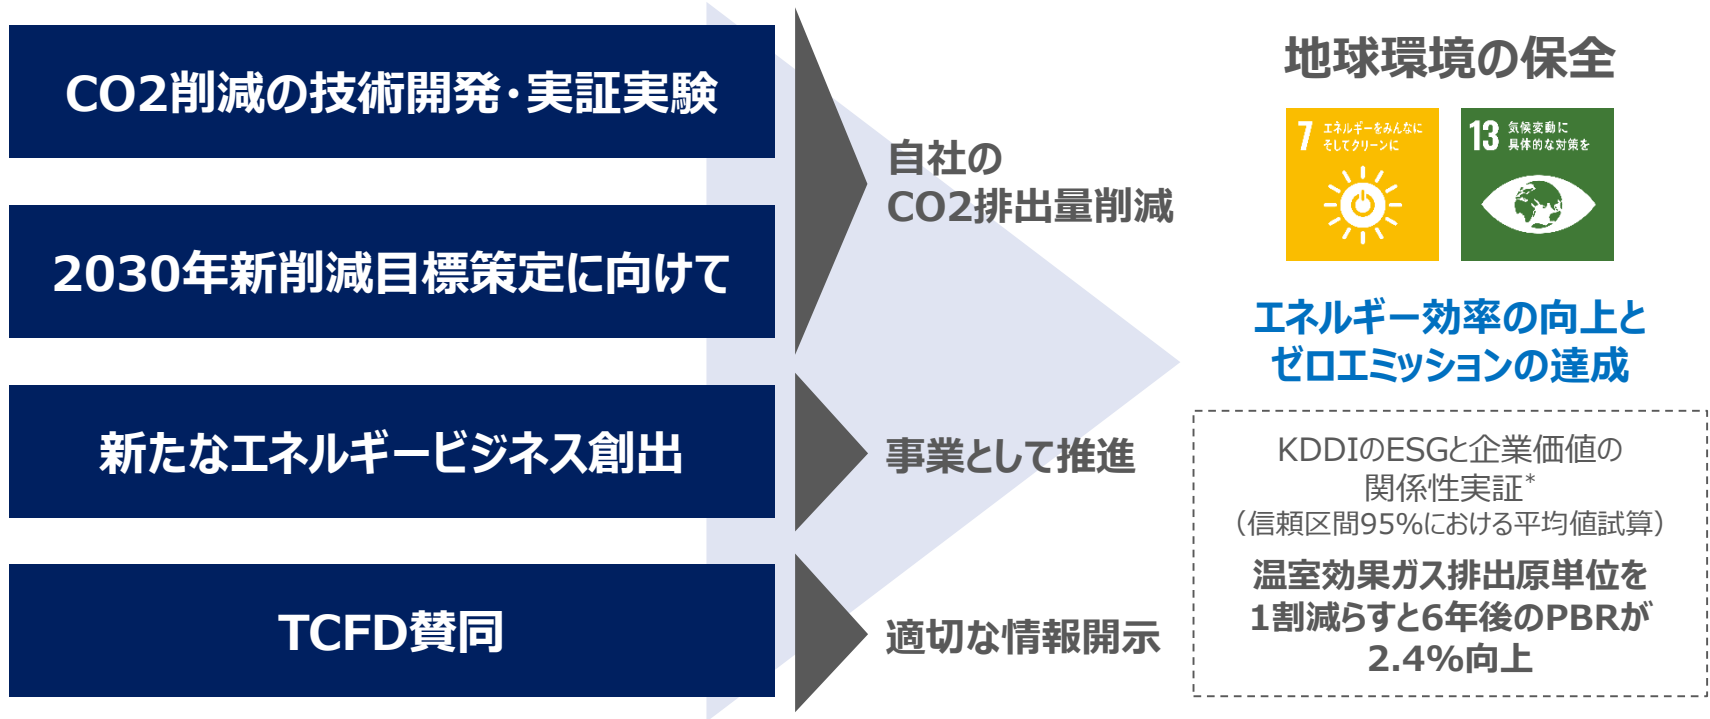 CO2削減の技術開発・実証実験
2030年新削減目標策定に向けて
新たなエネルギービジネス創出
TCFD賛同
自社の
CO2排出量削減
事業として推進
適切な情報開示
地球環境の保全
7 エネルギーをみんなに
そしてクリーンに
13 気候変動に
具体的な対策を
エネルギー効率の向上と
ゼロエミッションの達成
KDDIのESGと企業価値の
関係性実証*
（信頼区間95%における平均値試算）
温室効果ガス排出原単位を
1割減らすと6年後のPBRが
2.4%向上